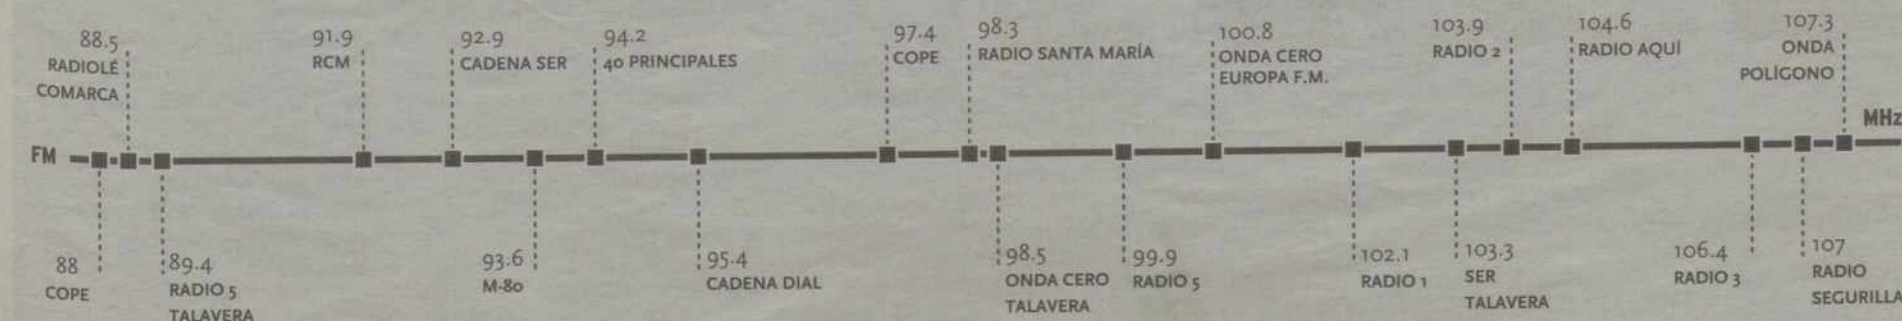 88.5
RADIOLÉ
COMARCA
91.9
RCM
92.9
CADENA SER
94.2
40 PRINCIPALES
97.4
COPE
98.3
RADIO SANTA MARÍA
100.8
ONDA CERO
EUROPA F.M.
103.9
RADIO 2
104.6
RADIO AQUÍ
107.3
ONDA
POLÍGONO
FM
MHz
88
COPE
89.4
RADIO 5
TALAVERA
93.6
M-80
95.4
CADENA DIAL
98.5
ONDA CERO
TALAVERA
99.9
RADIO 5
102.1
RADIO 1
103.3
SER
TALAVERA
106.4
RADIO 3
107
RADIO
SEGURILLA